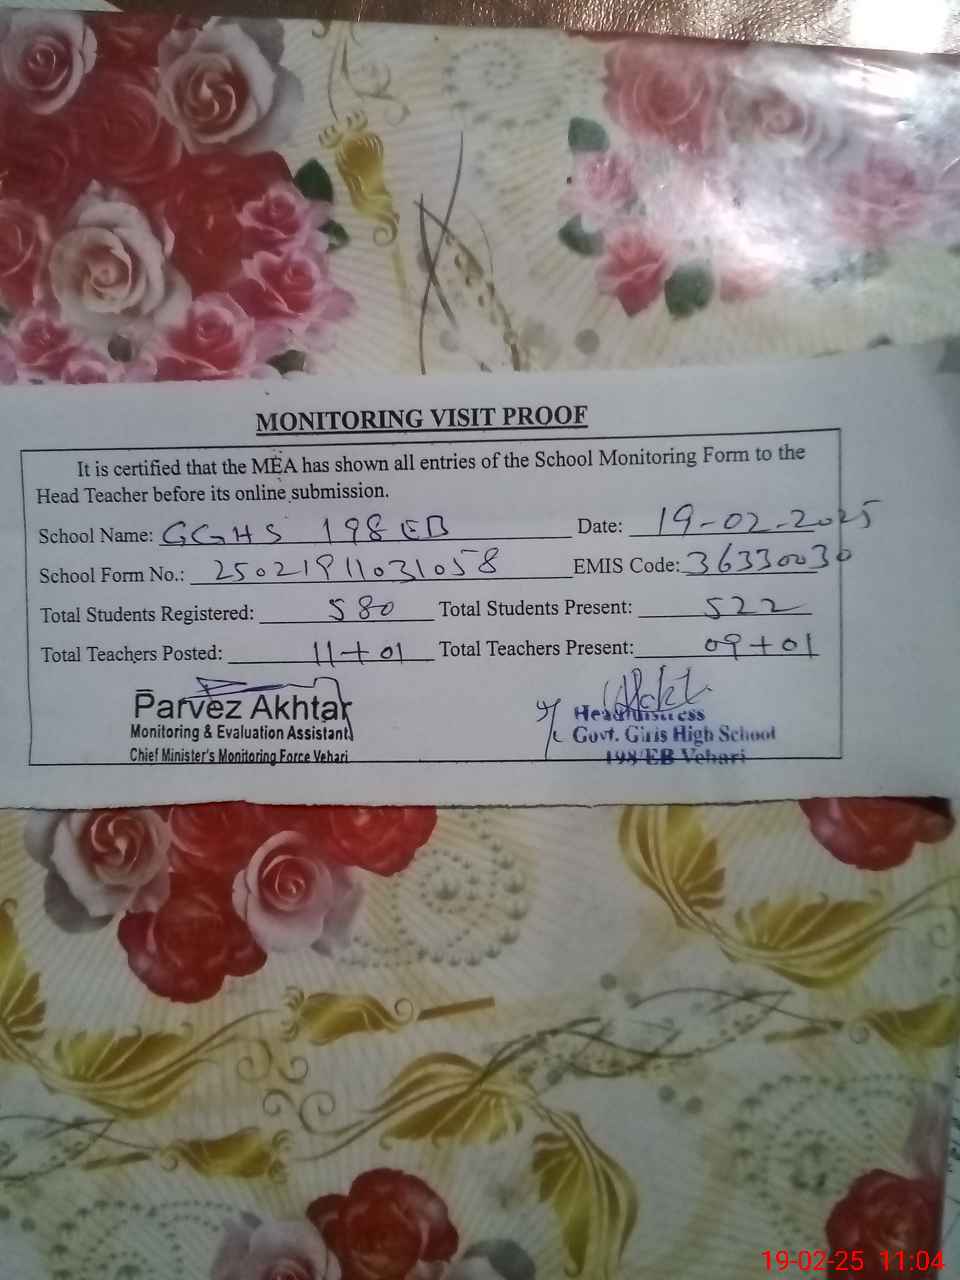 MONITORING VISIT PROOF
It is certified that the MEA has shown all entries of the School Monitoring Form to the
Head Teacher before its online submission.
School Name: GGHS 198 EB Date: 19-02-2025
School Form No.: 25021911031058 EMIS Code: 36330030
Total Students Registered: 580 Total Students Present: 522
Total Teachers Posted: 11+01 Total Teachers Present: 09+01
Parvez Akhtar
Monitoring & Evaluation Assistant
Chief Minister's Monitoring Force Vehari
Headmistress
Govt. Girls High School
198/EB Vehari
19-02-25 11:04